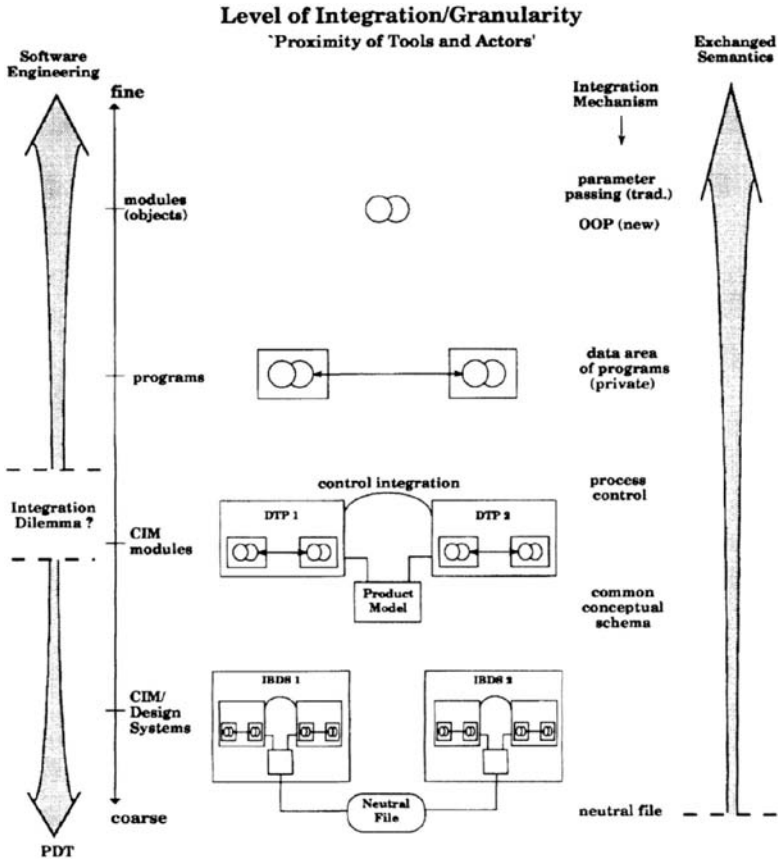 Level of Integration/Granularity
`Proximity of Tools and Actors'
Software
Engineering
Exchanged
Semantics
fine
Integration
Mechanism
modules
(objects)
parameter
passing (trad.)
OOP (new)
programs
data area
of programs
(private)
control integration
process
control
Integration
Dilemma ?
CIM
modules
DTP 1
DTP 2
Product
Model
common
conceptual
schema
CIM/
Design
Systems
IBDS 1
IBDS 2
Neutral
File
coarse
neutral file
PDT